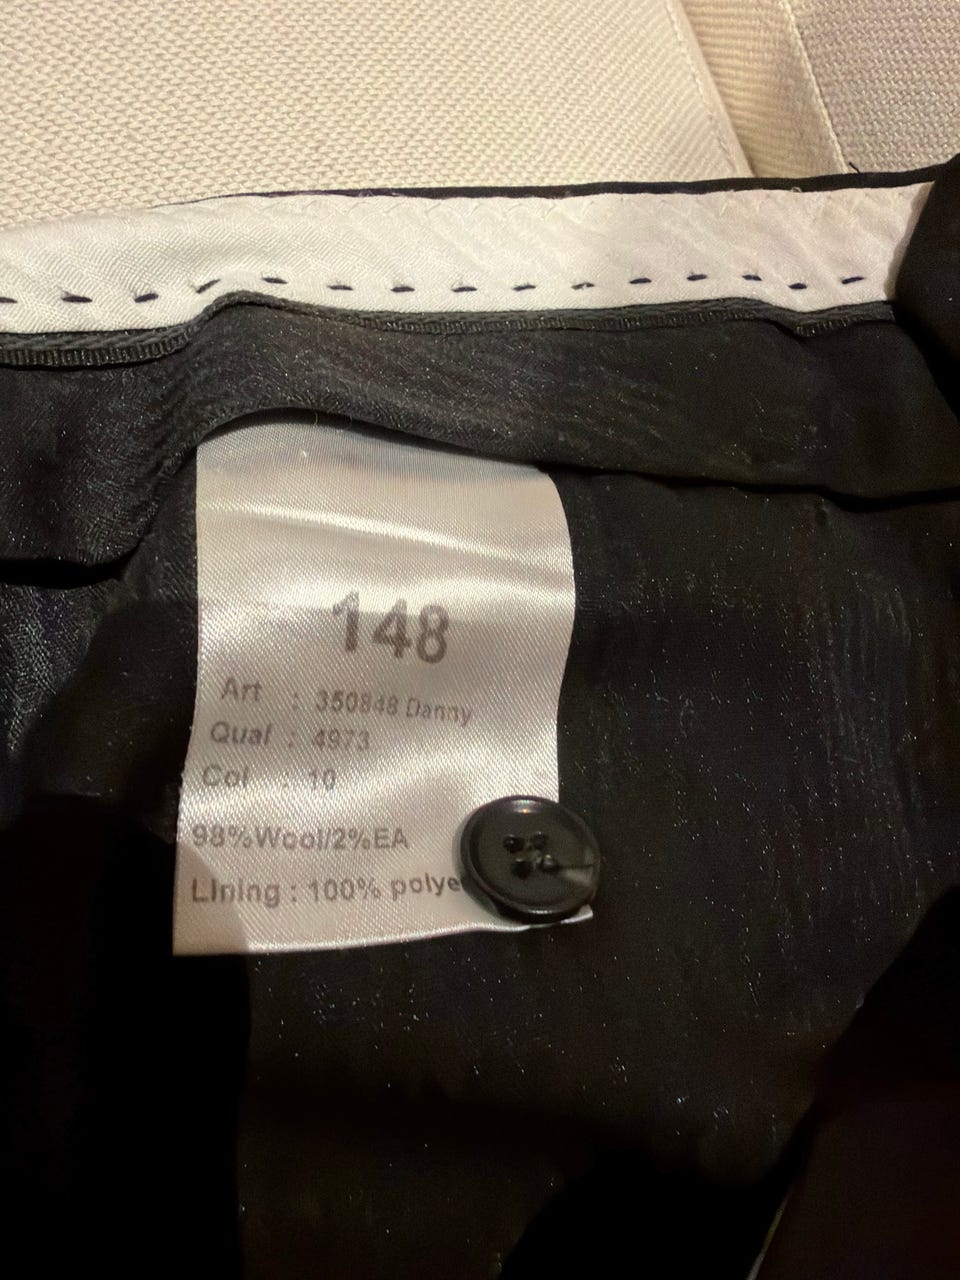 148
Art : 350848 Danny
Qual : 4973
Col : 10
98%Wool/2%EA
Lining : 100% polye